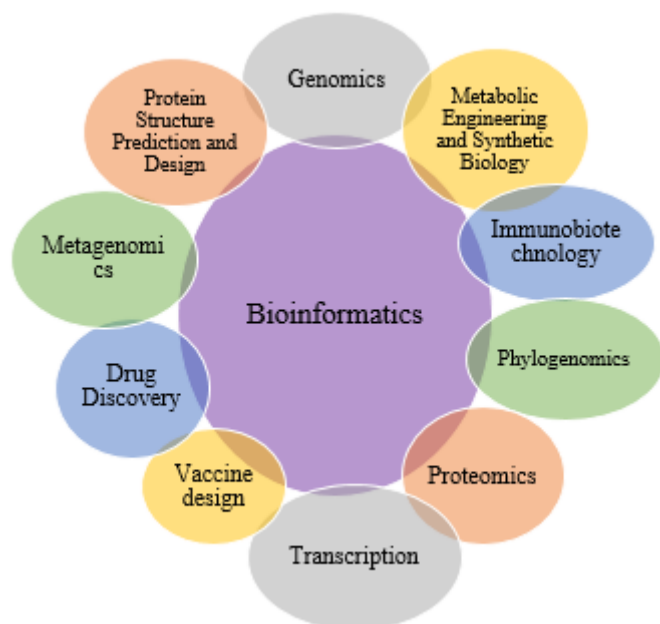 Genomics
Protein
Structure
Prediction and
Design
Metabolic
Engineering
and Synthetic
Biology
Metagenomi
cs
Immunobiote
chnology
Bioinformatics
Drug
Discovery
Phylogenomics
Vaccine
design
Proteomics
Transcription